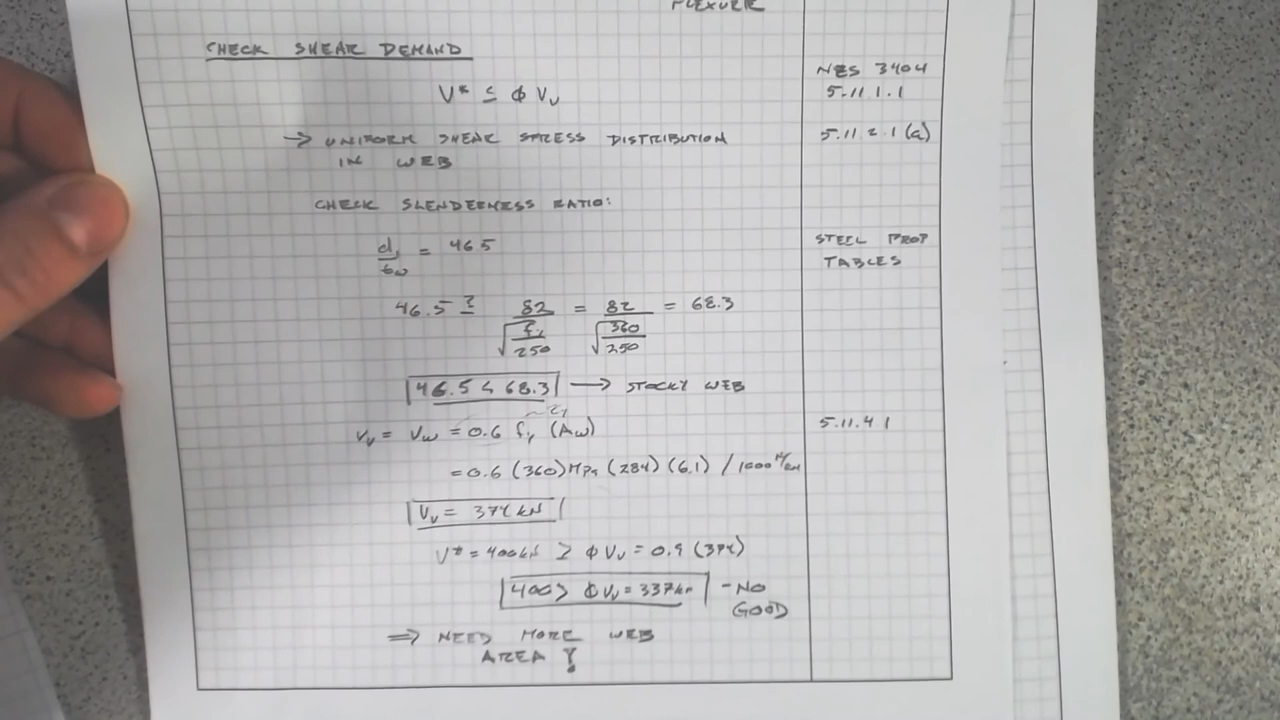 FLEXURE
CHECK SHEAR DEMAND
NZS 3404
V* ≤ φ Vv
5.11.1.1
→ UNIFORM SHEAR STRESS DISTRIBUTION
5.11.2.1 (a)
IN WEB
CHECK SLENDERNESS RATIO:
d1/tw = 46.5
STEEL PROP
TABLES
46.5 ≟ 82/√(fy/250) = 82/√(360/250) = 68.3
46.5 < 68.3 → STOCKY WEB
Vv = Vw = 0.6 fy (Aw)
5.11.4.1
= 0.6 (360) MPa (284) (6.1) / 1000 N/kN
Vv = 374 kN
V* = 400 kN ≥ φ Vv = 0.9 (374)
400 > φ Vv = 337 kN - NO
GOOD
⇒ NEED MORE WEB
AREA !